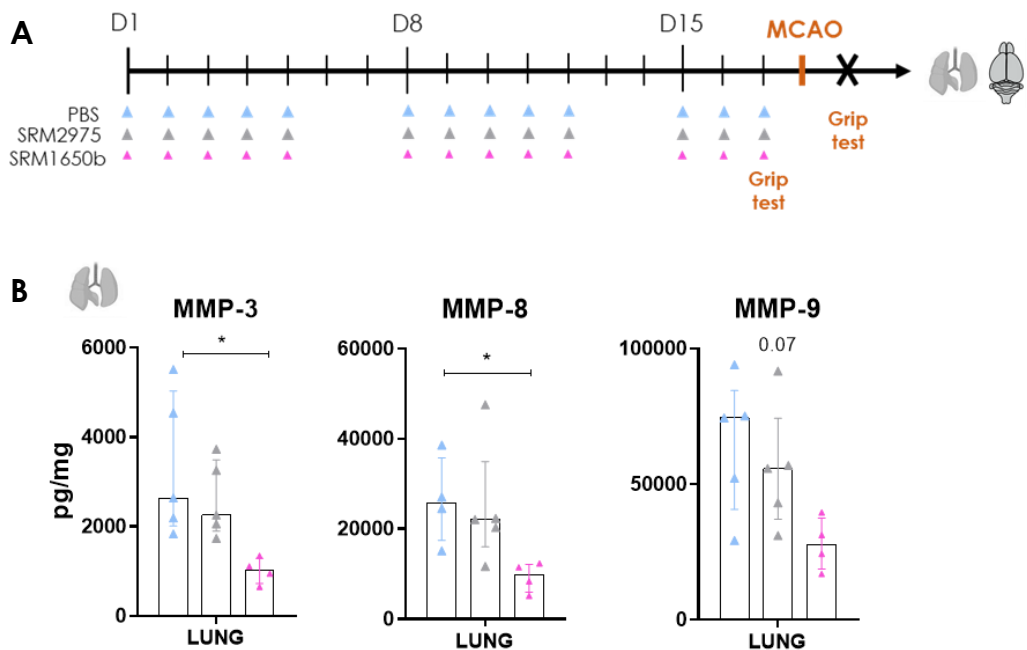 A
D1 D8 D15 MCAO
PBS
SRM2975
SRM1650b
Grip
test
Grip
test
B
MMP-3 MMP-8 MMP-9
* * 0.07
pg/mg
6000
4000
2000
0
LUNG
60000
40000
20000
0
LUNG
100000
50000
0
LUNG